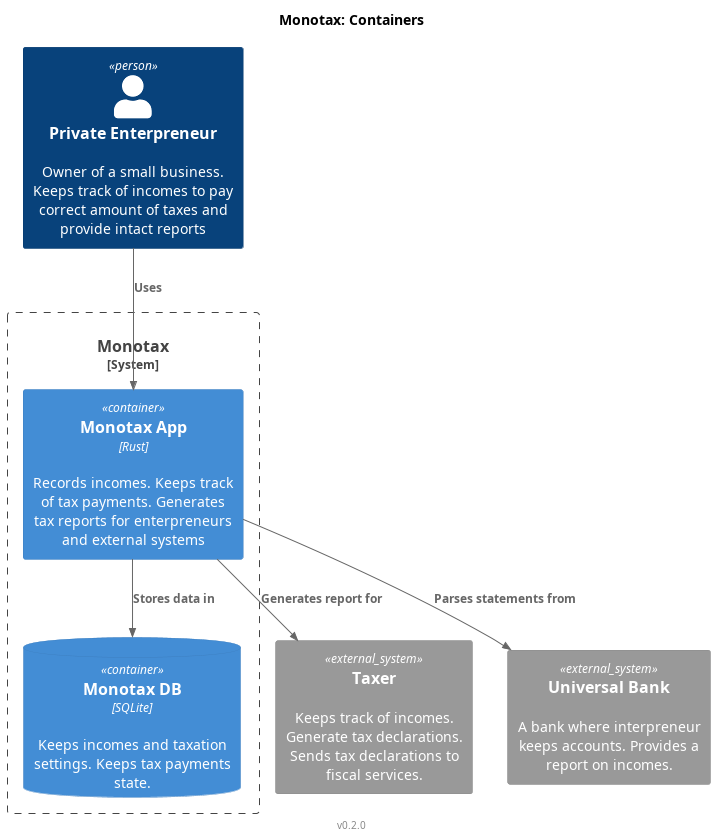 Monotax: Containers
«person»
Private Enterpreneur
Owner of a small business.
Keeps track of incomes to pay
correct amount of taxes and
provide intact reports
Uses
Monotax
[System]
«container»
Monotax App
[Rust]
Records incomes. Keeps track
of tax payments. Generates
tax reports for enterpreneurs
and external systems
Stores data in
Generates report for
Parses statements from
«container»
Monotax DB
[SQLite]
Keeps incomes and taxation
settings. Keeps tax payments
state.
«external_system»
Taxer
Keeps track of incomes.
Generate tax declarations.
Sends tax declarations to
fiscal services.
«external_system»
Universal Bank
A bank where interpreneur
keeps accounts. Provides a
report on incomes.
v0.2.0